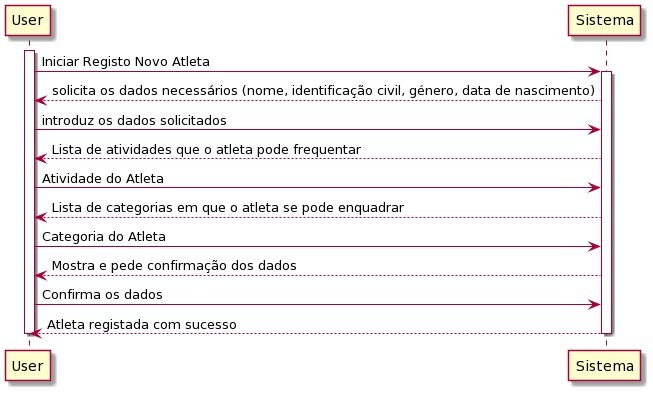 User
Sistema
Iniciar Registo Novo Atleta
solicita os dados necessários (nome, identificação civil, género, data de nascimento)
introduz os dados solicitados
Lista de atividades que o atleta pode frequentar
Atividade do Atleta
Lista de categorias em que o atleta se pode enquadrar
Categoria do Atleta
Mostra e pede confirmação dos dados
Confirma os dados
Atleta registada com sucesso
User
Sistema